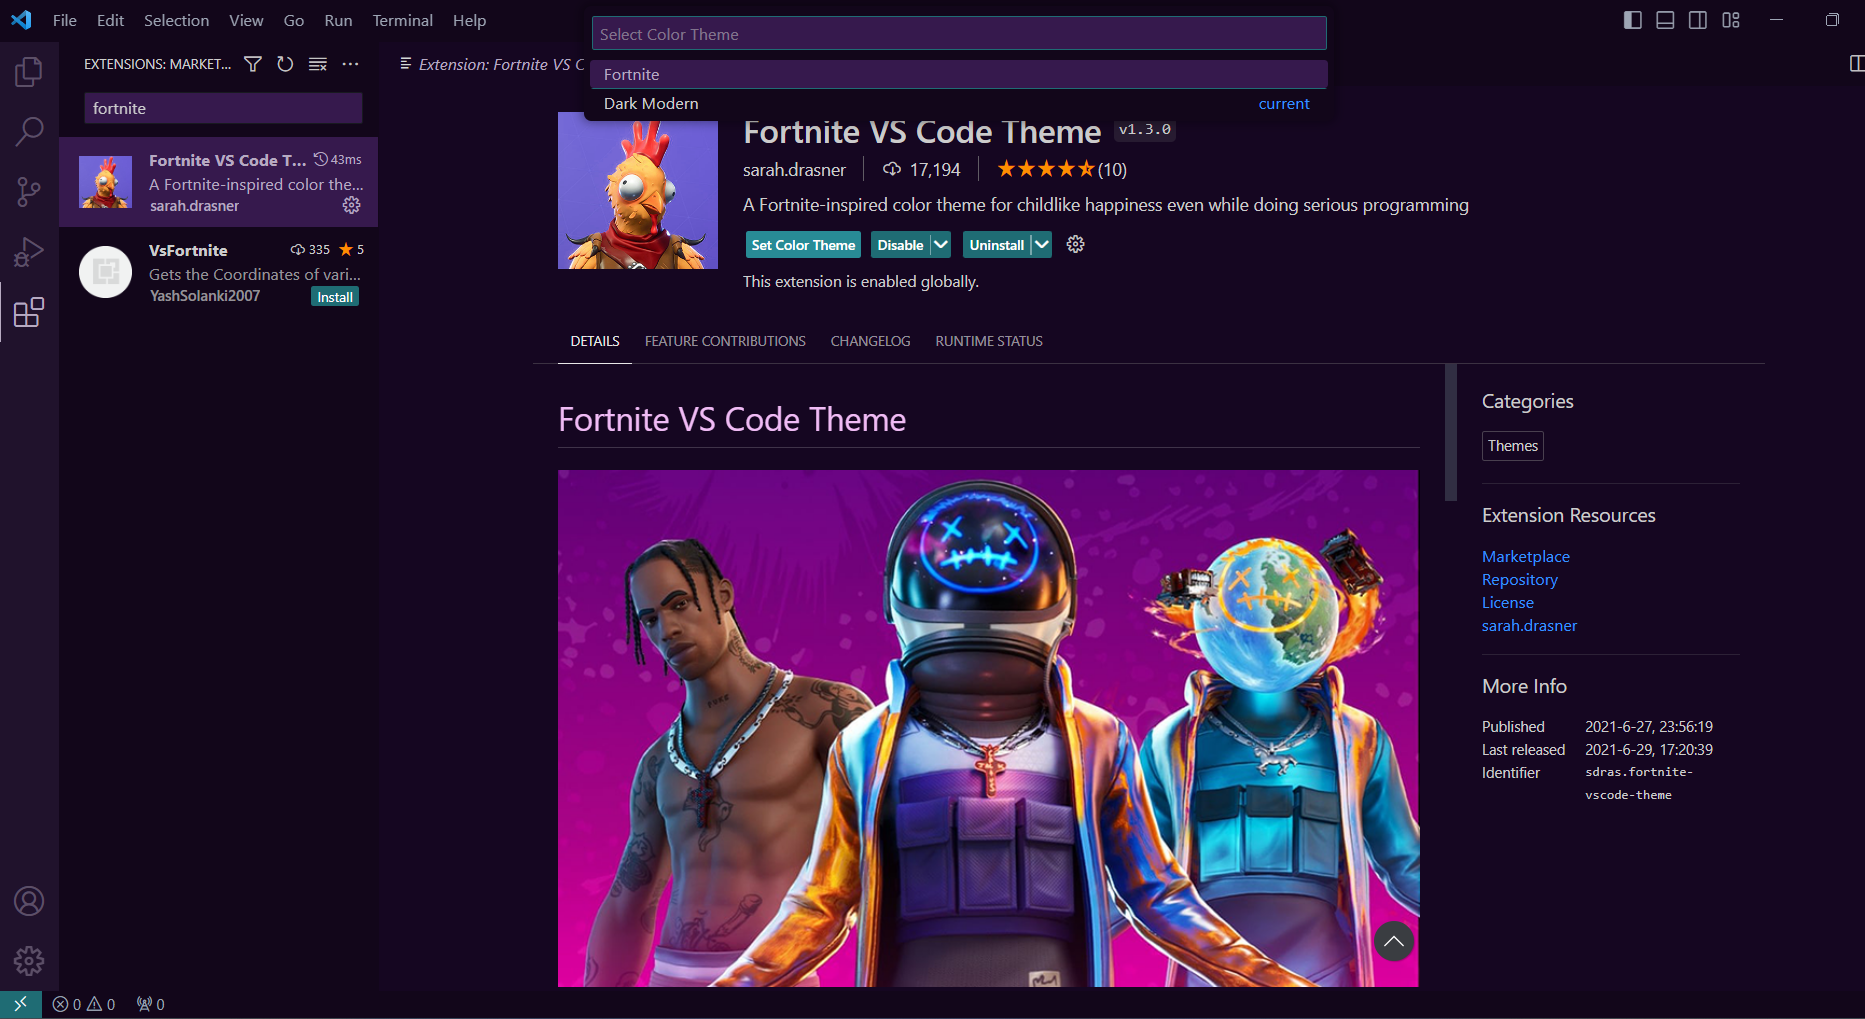 File Edit Selection View Go Run Terminal Help
Select Color Theme
Fortnite
Dark Modern current
EXTENSIONS: MARKET...
fortnite
Fortnite VS Code T... 43ms
A Fortnite-inspired color the...
sarah.drasner
VsFortnite 335 5
Gets the Coordinates of vari...
YashSolanki2007 Install
Extension: Fortnite VS C
Fortnite VS Code Theme v1.3.0
sarah.drasner 17,194 (10)
A Fortnite-inspired color theme for childlike happiness even while doing serious programming
Set Color Theme Disable Uninstall
This extension is enabled globally.
DETAILS FEATURE CONTRIBUTIONS CHANGELOG RUNTIME STATUS
Fortnite VS Code Theme
Categories
Themes
Extension Resources
Marketplace
Repository
License
sarah.drasner
More Info
Published 2021-6-27, 23:56:19
Last released 2021-6-29, 17:20:39
Identifier sdras.fortnite-
vscode-theme
0 0 0